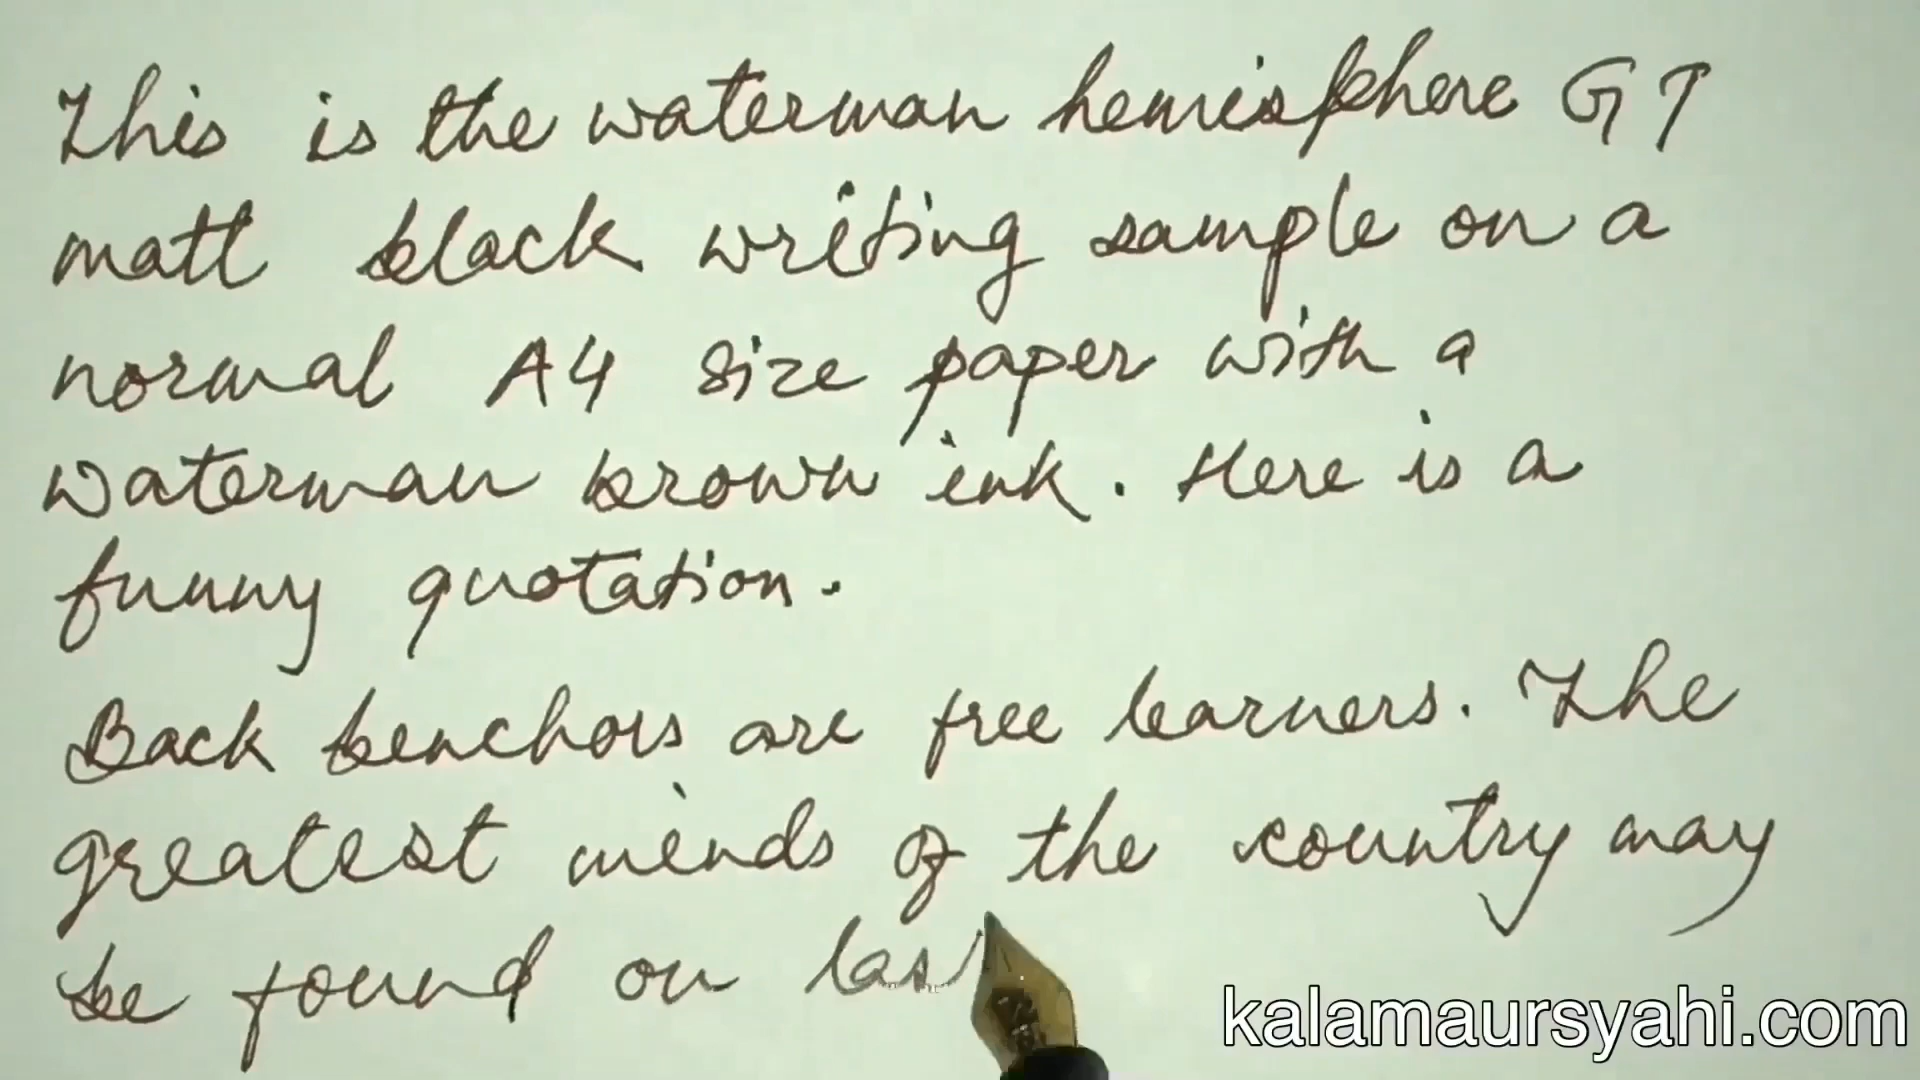 This is the waterman hemisphere GT
matt black writing sample on a
normal A4 size paper with a
waterman brown ink. Here is a
funny quotation.
Back benchors are free learners. The
greatest minds of the country may
be found on las
kalamaursyahi.com